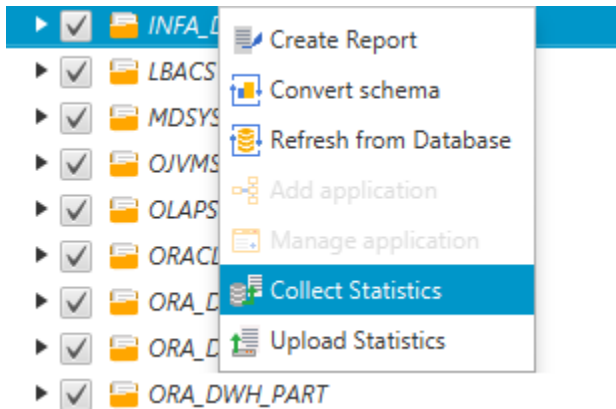 INFA_D
Create Report
LBACS
Convert schema
MDSYS
Refresh from Database
OJVMS
Add application
OLAPS
Manage application
ORACL
Collect Statistics
ORA_D
Upload Statistics
ORA_D
ORA_DWH_PART